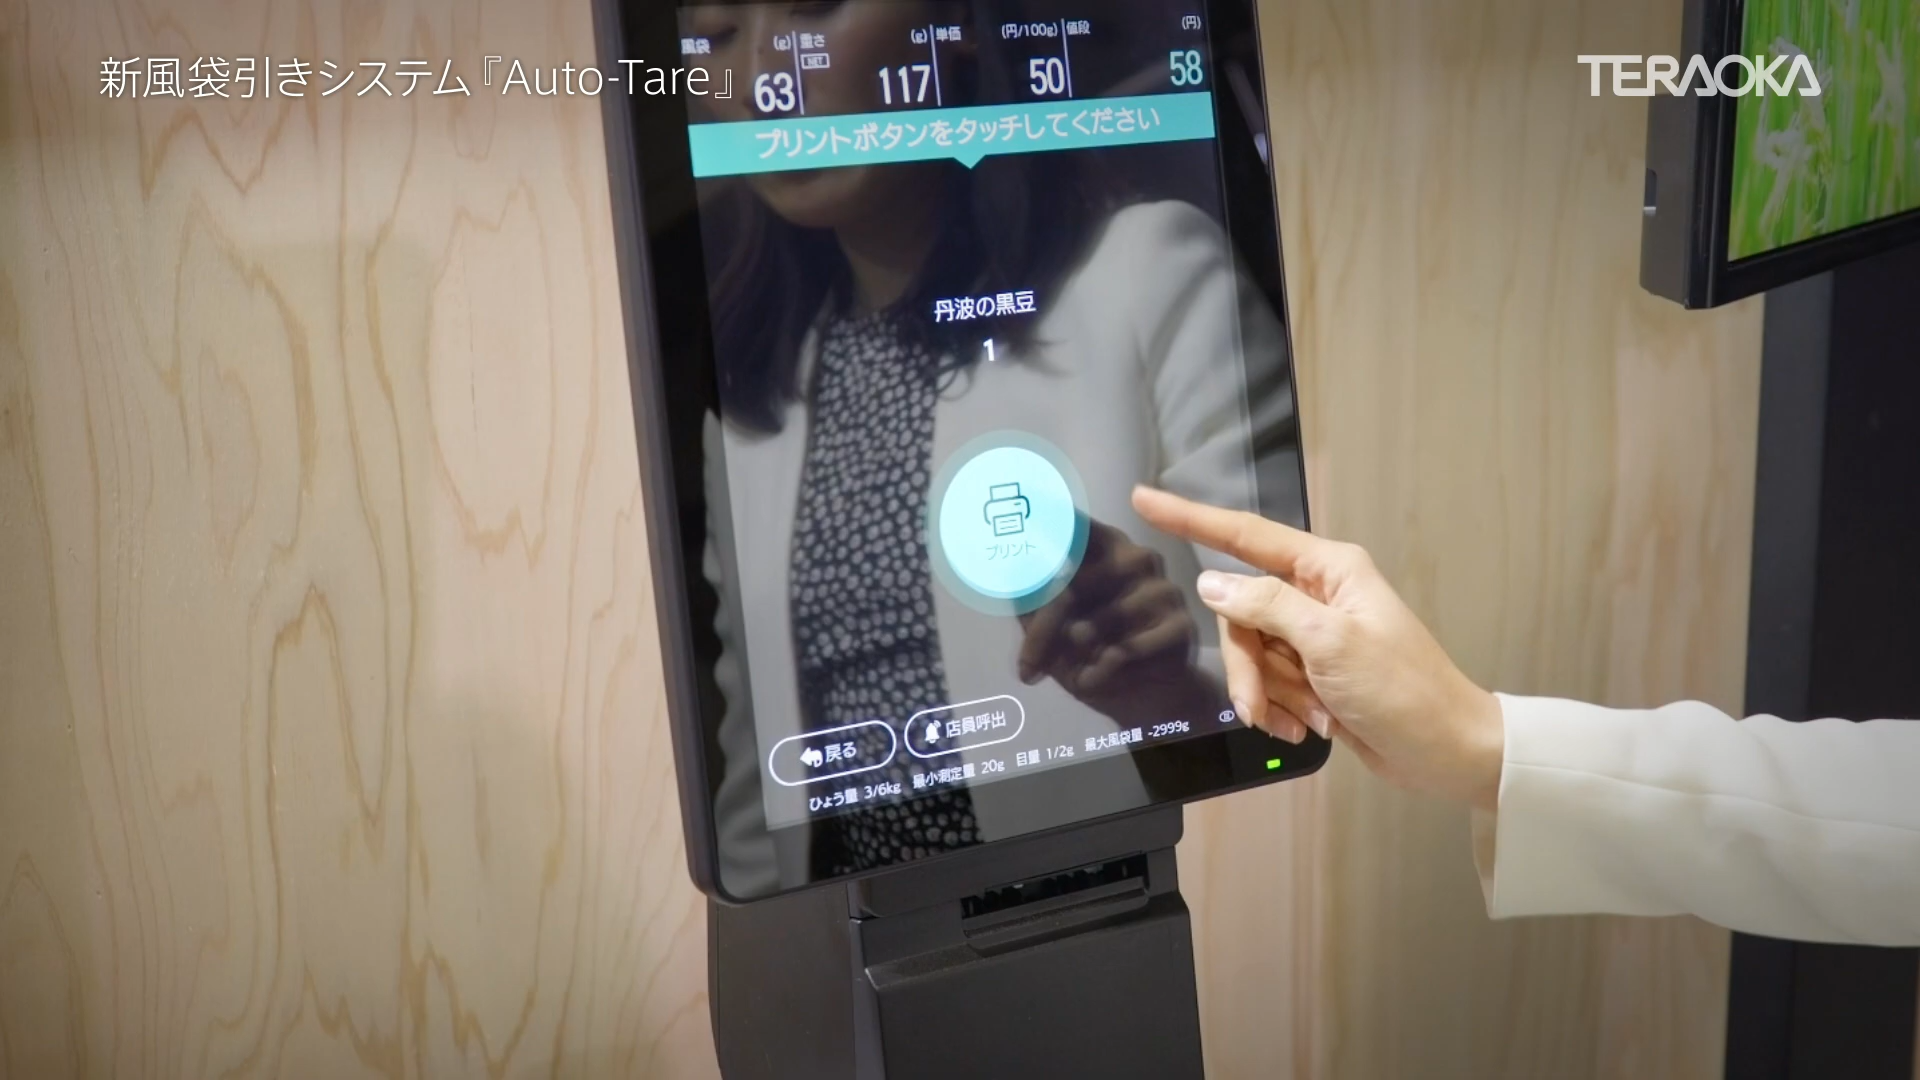 新風袋引きシステム『Auto-Tare』
TERAOKA
風袋 (g) 重さ NET (g) 単価 (円/100g) 値段 (円)
63 117 50 58
プリントボタンをタッチしてください
丹波の黒豆
1
プリント
戻る 店員呼出
ひょう量 3/6kg 最小測定量 20g 目量 1/2g 最大風袋量 -2999g